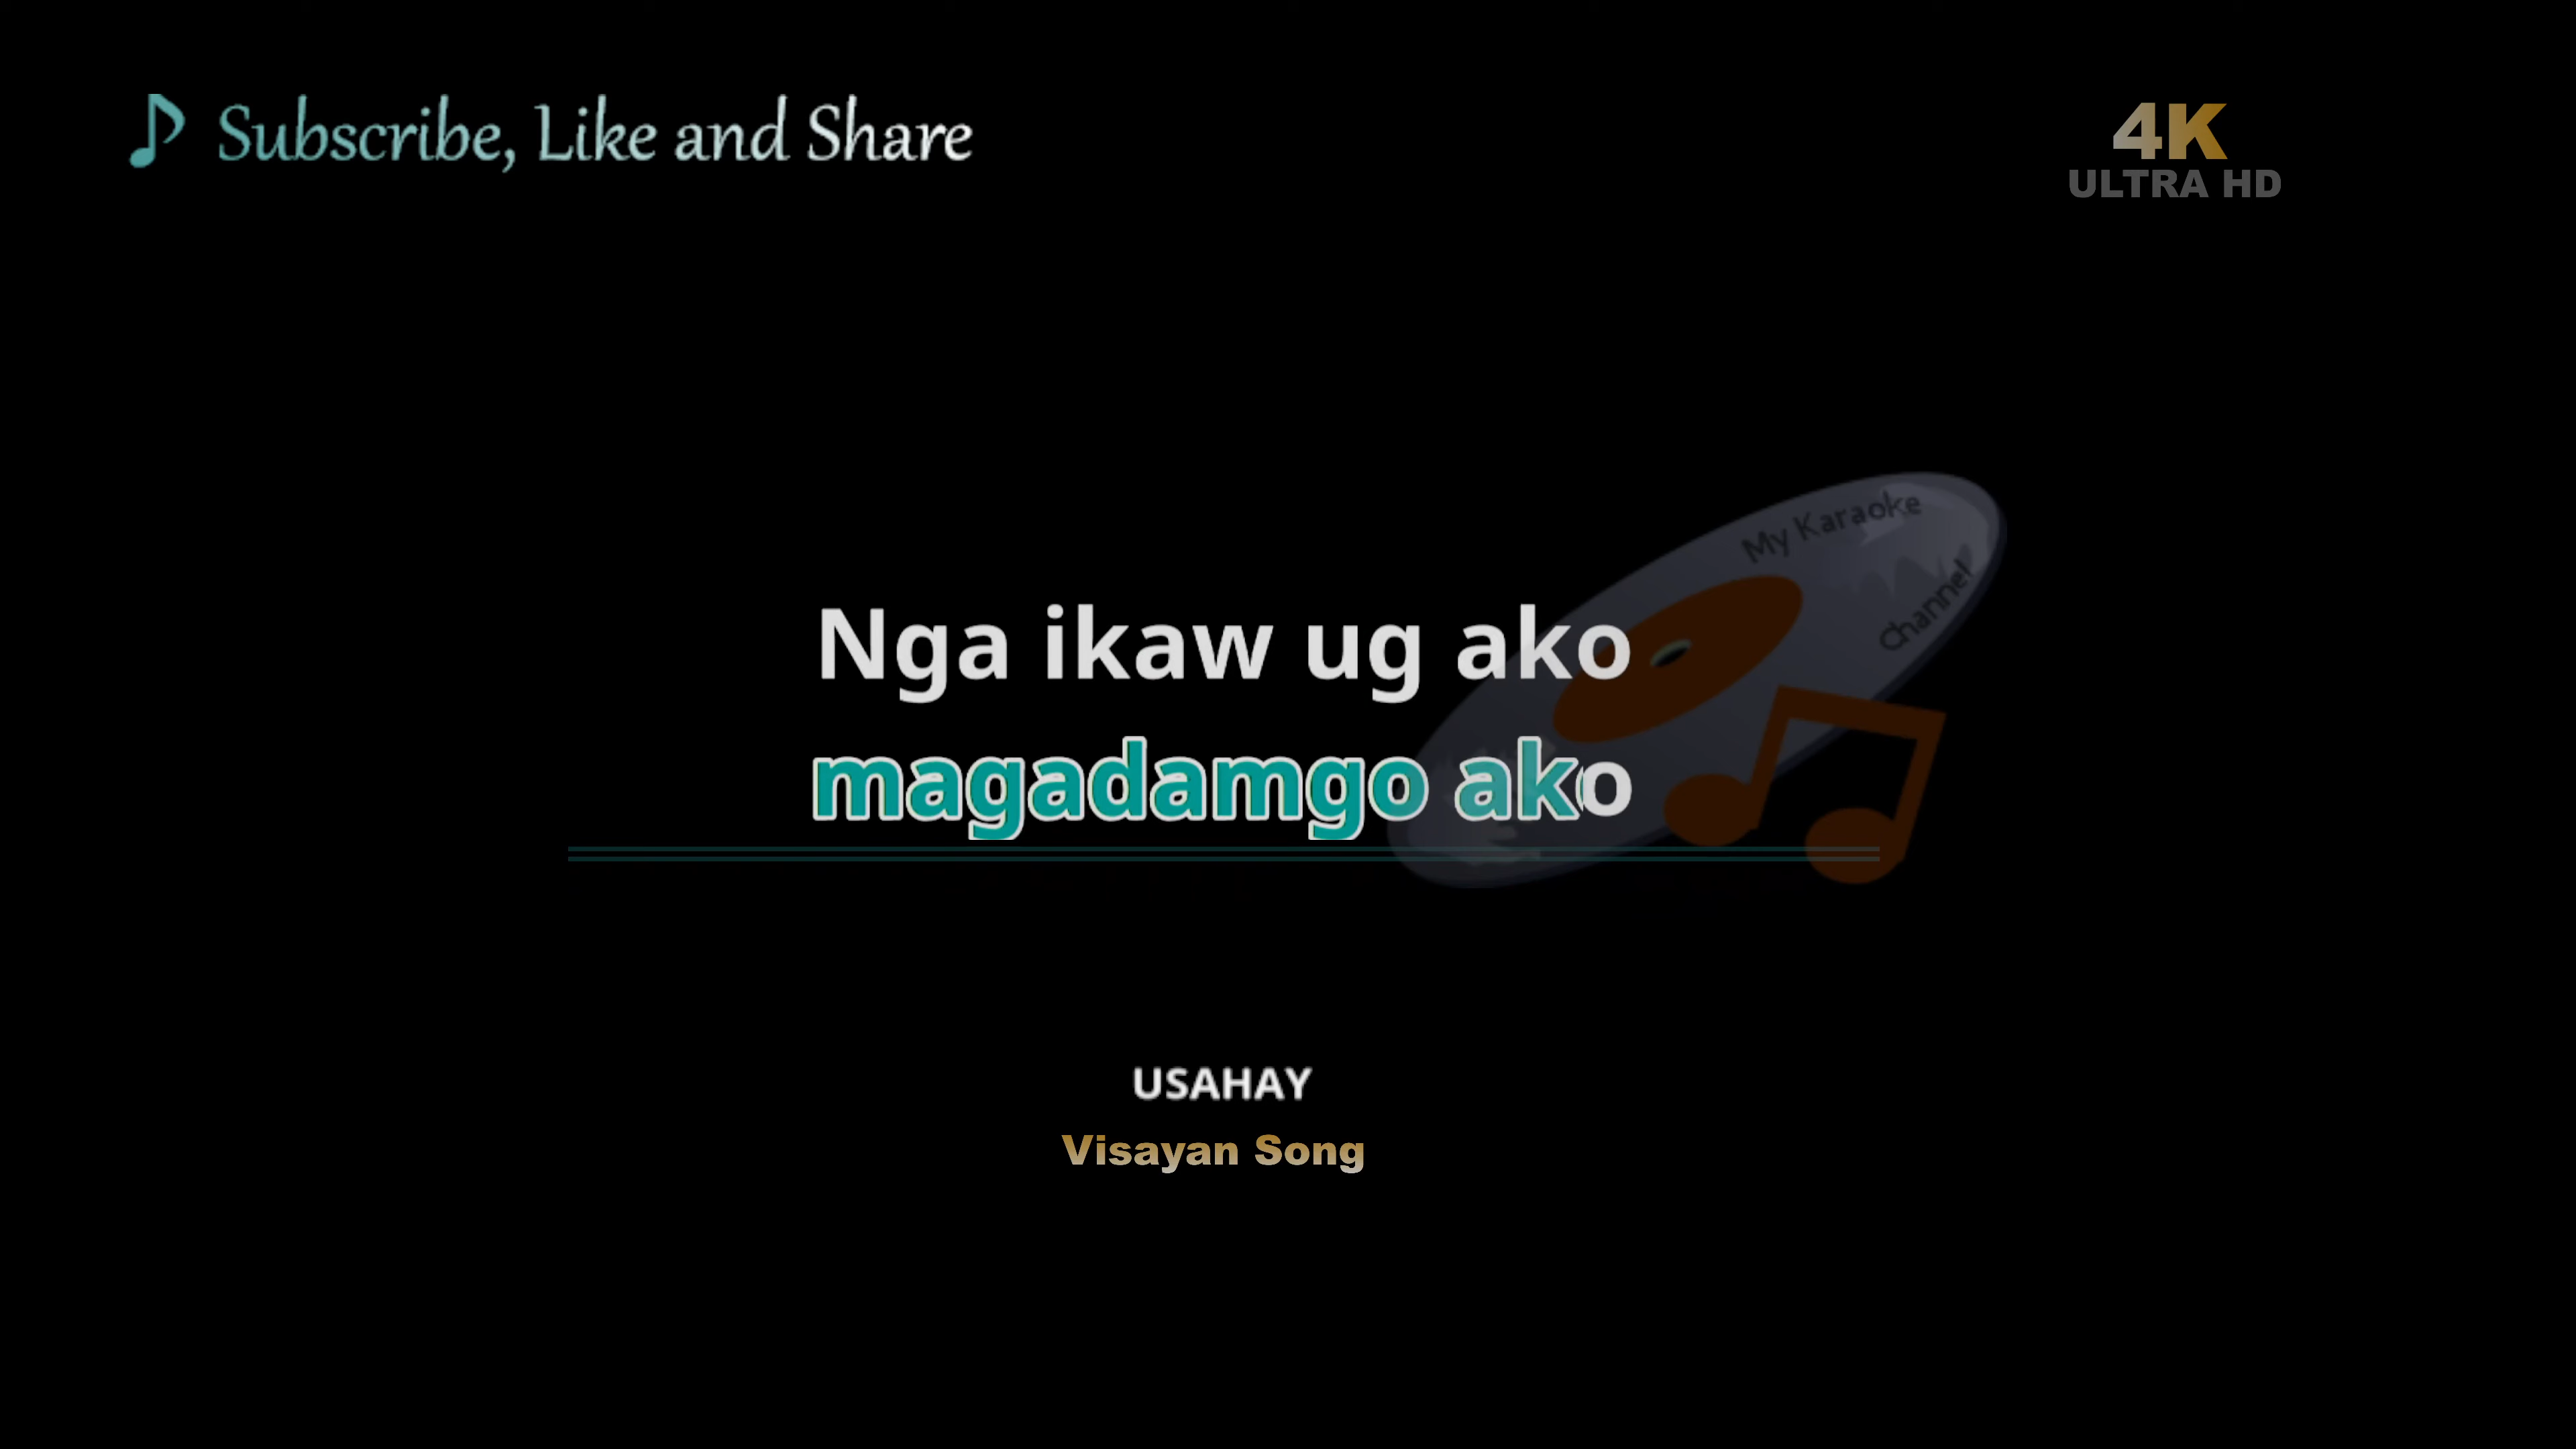 ♪ Subscribe, Like and Share
4K
ULTRA HD
My Karaoke
channel
Nga ikaw ug ako
magadamgo ako
USAHAY
Visayan Song